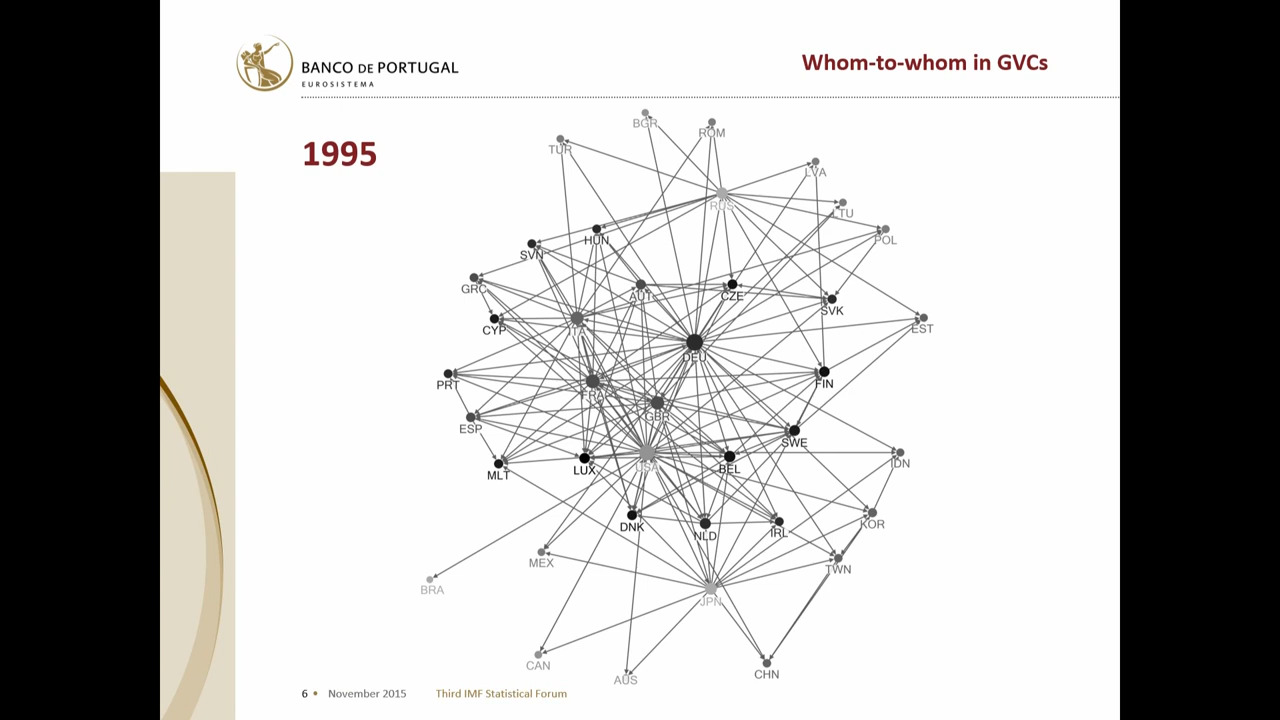 BANCO DE PORTUGAL
EUROSISTEMA
Whom-to-whom in GVCs
1995
BGR
ROM
TUR
LVA
RUS
LTU
POL
HUN
SVN
GRC
AUT
CZE
SVK
CYP
ITA
EST
DEU
PRT
FIN
FRA
GBR
ESP
SWE
MLT
LUX
USA
BEL
IDN
DNK
NLD
IRL
KOR
MEX
TWN
BRA
JPN
CAN
AUS
CHN
6 • November 2015 Third IMF Statistical Forum